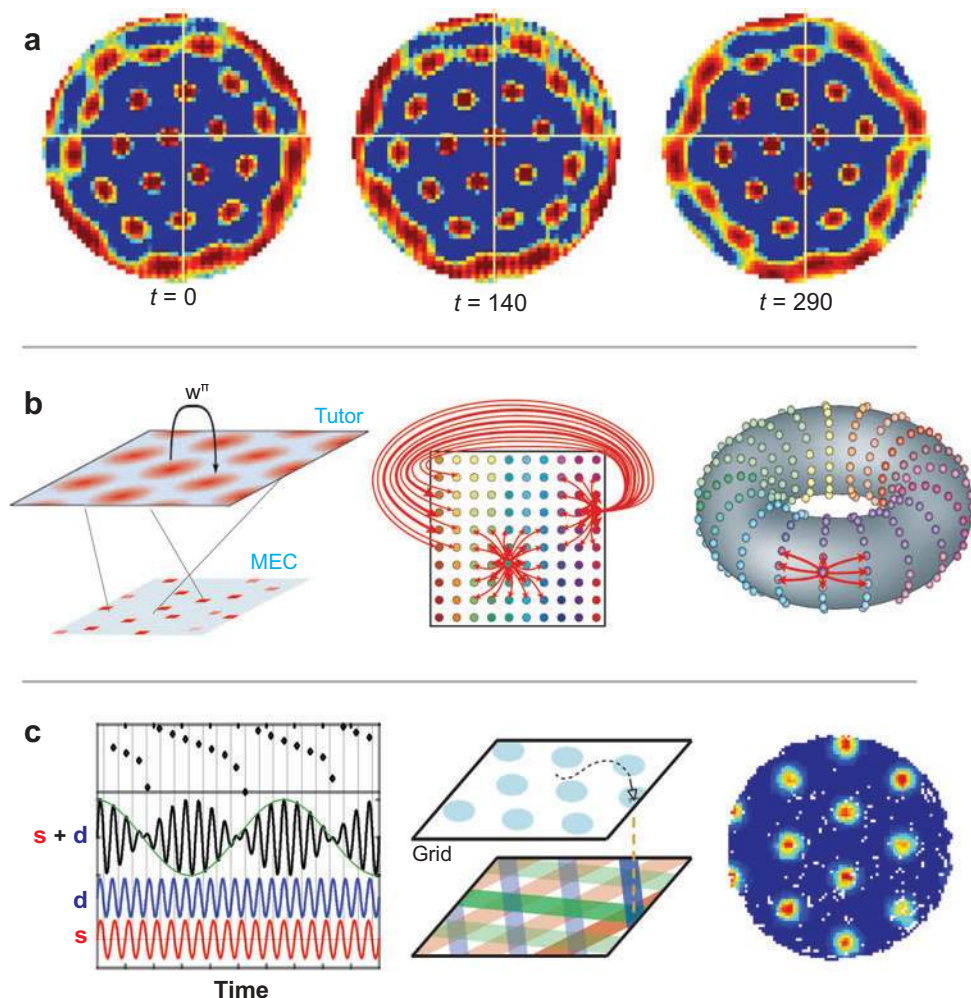 a
t = 0
t = 140
t = 290
b
wπ
Tutor
MEC
c
s + d
d
s
Time
Grid